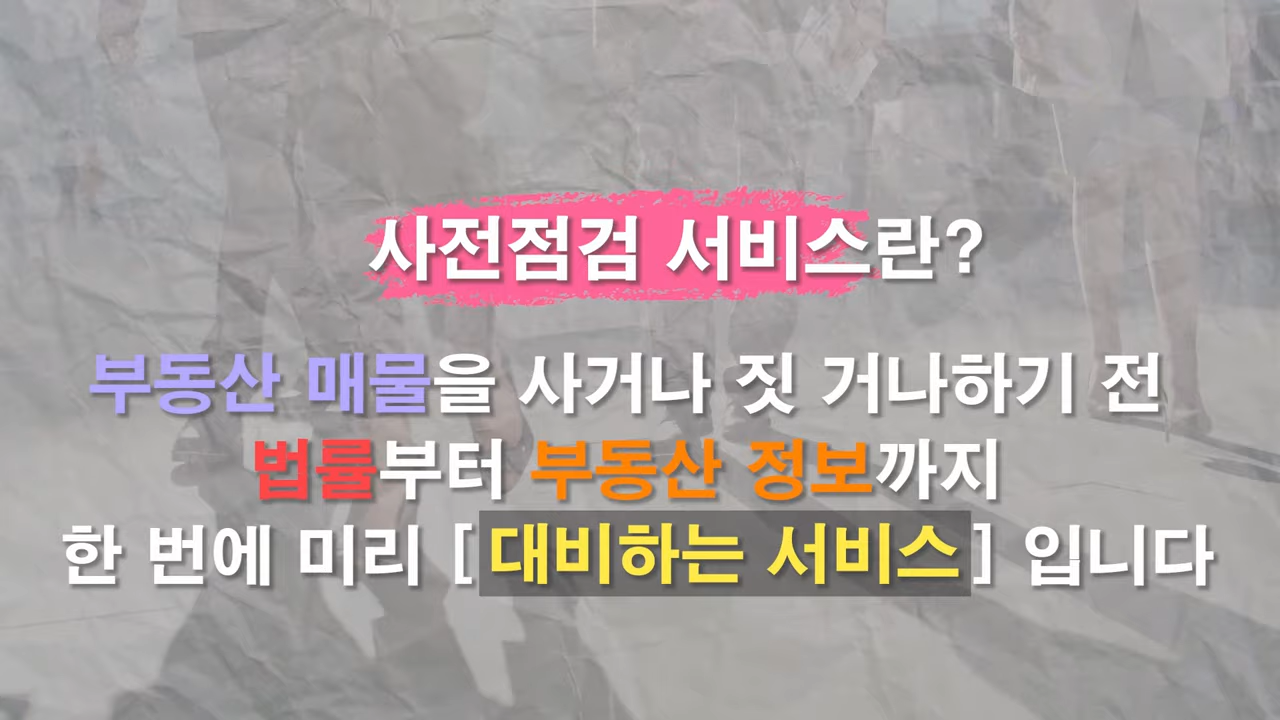 사전점검 서비스란?
부동산 매물을 사거나 짓 거나하기 전
법률부터 부동산 정보까지
한 번에 미리 [대비하는 서비스] 입니다